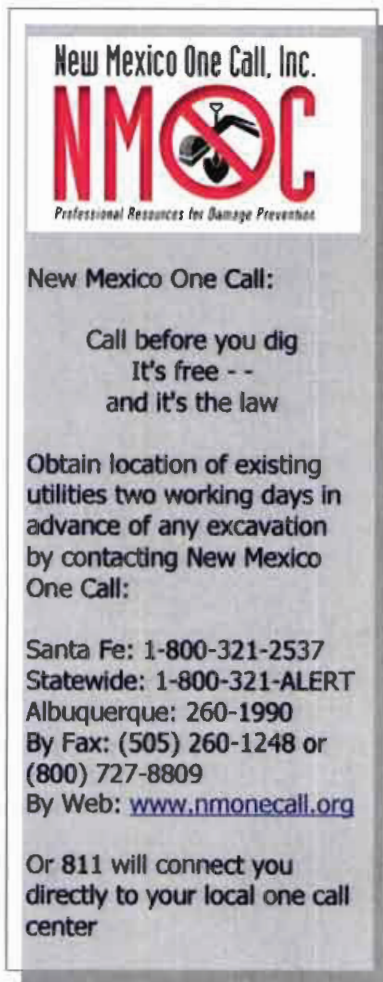 New Mexico One Call, Inc.
NMOC
Professional Resources for Damage Prevention
New Mexico One Call:
Call before you dig
It's free - -
and it's the law
Obtain location of existing
utilities two working days in
advance of any excavation
by contacting New Mexico
One Call:
Santa Fe: 1-800-321-2537
Statewide: 1-800-321-ALERT
Albuquerque: 260-1990
By Fax: (505) 260-1248 or
(800) 727-8809
By Web: www.nmonecall.org
Or 811 will connect you
directly to your local one call
center